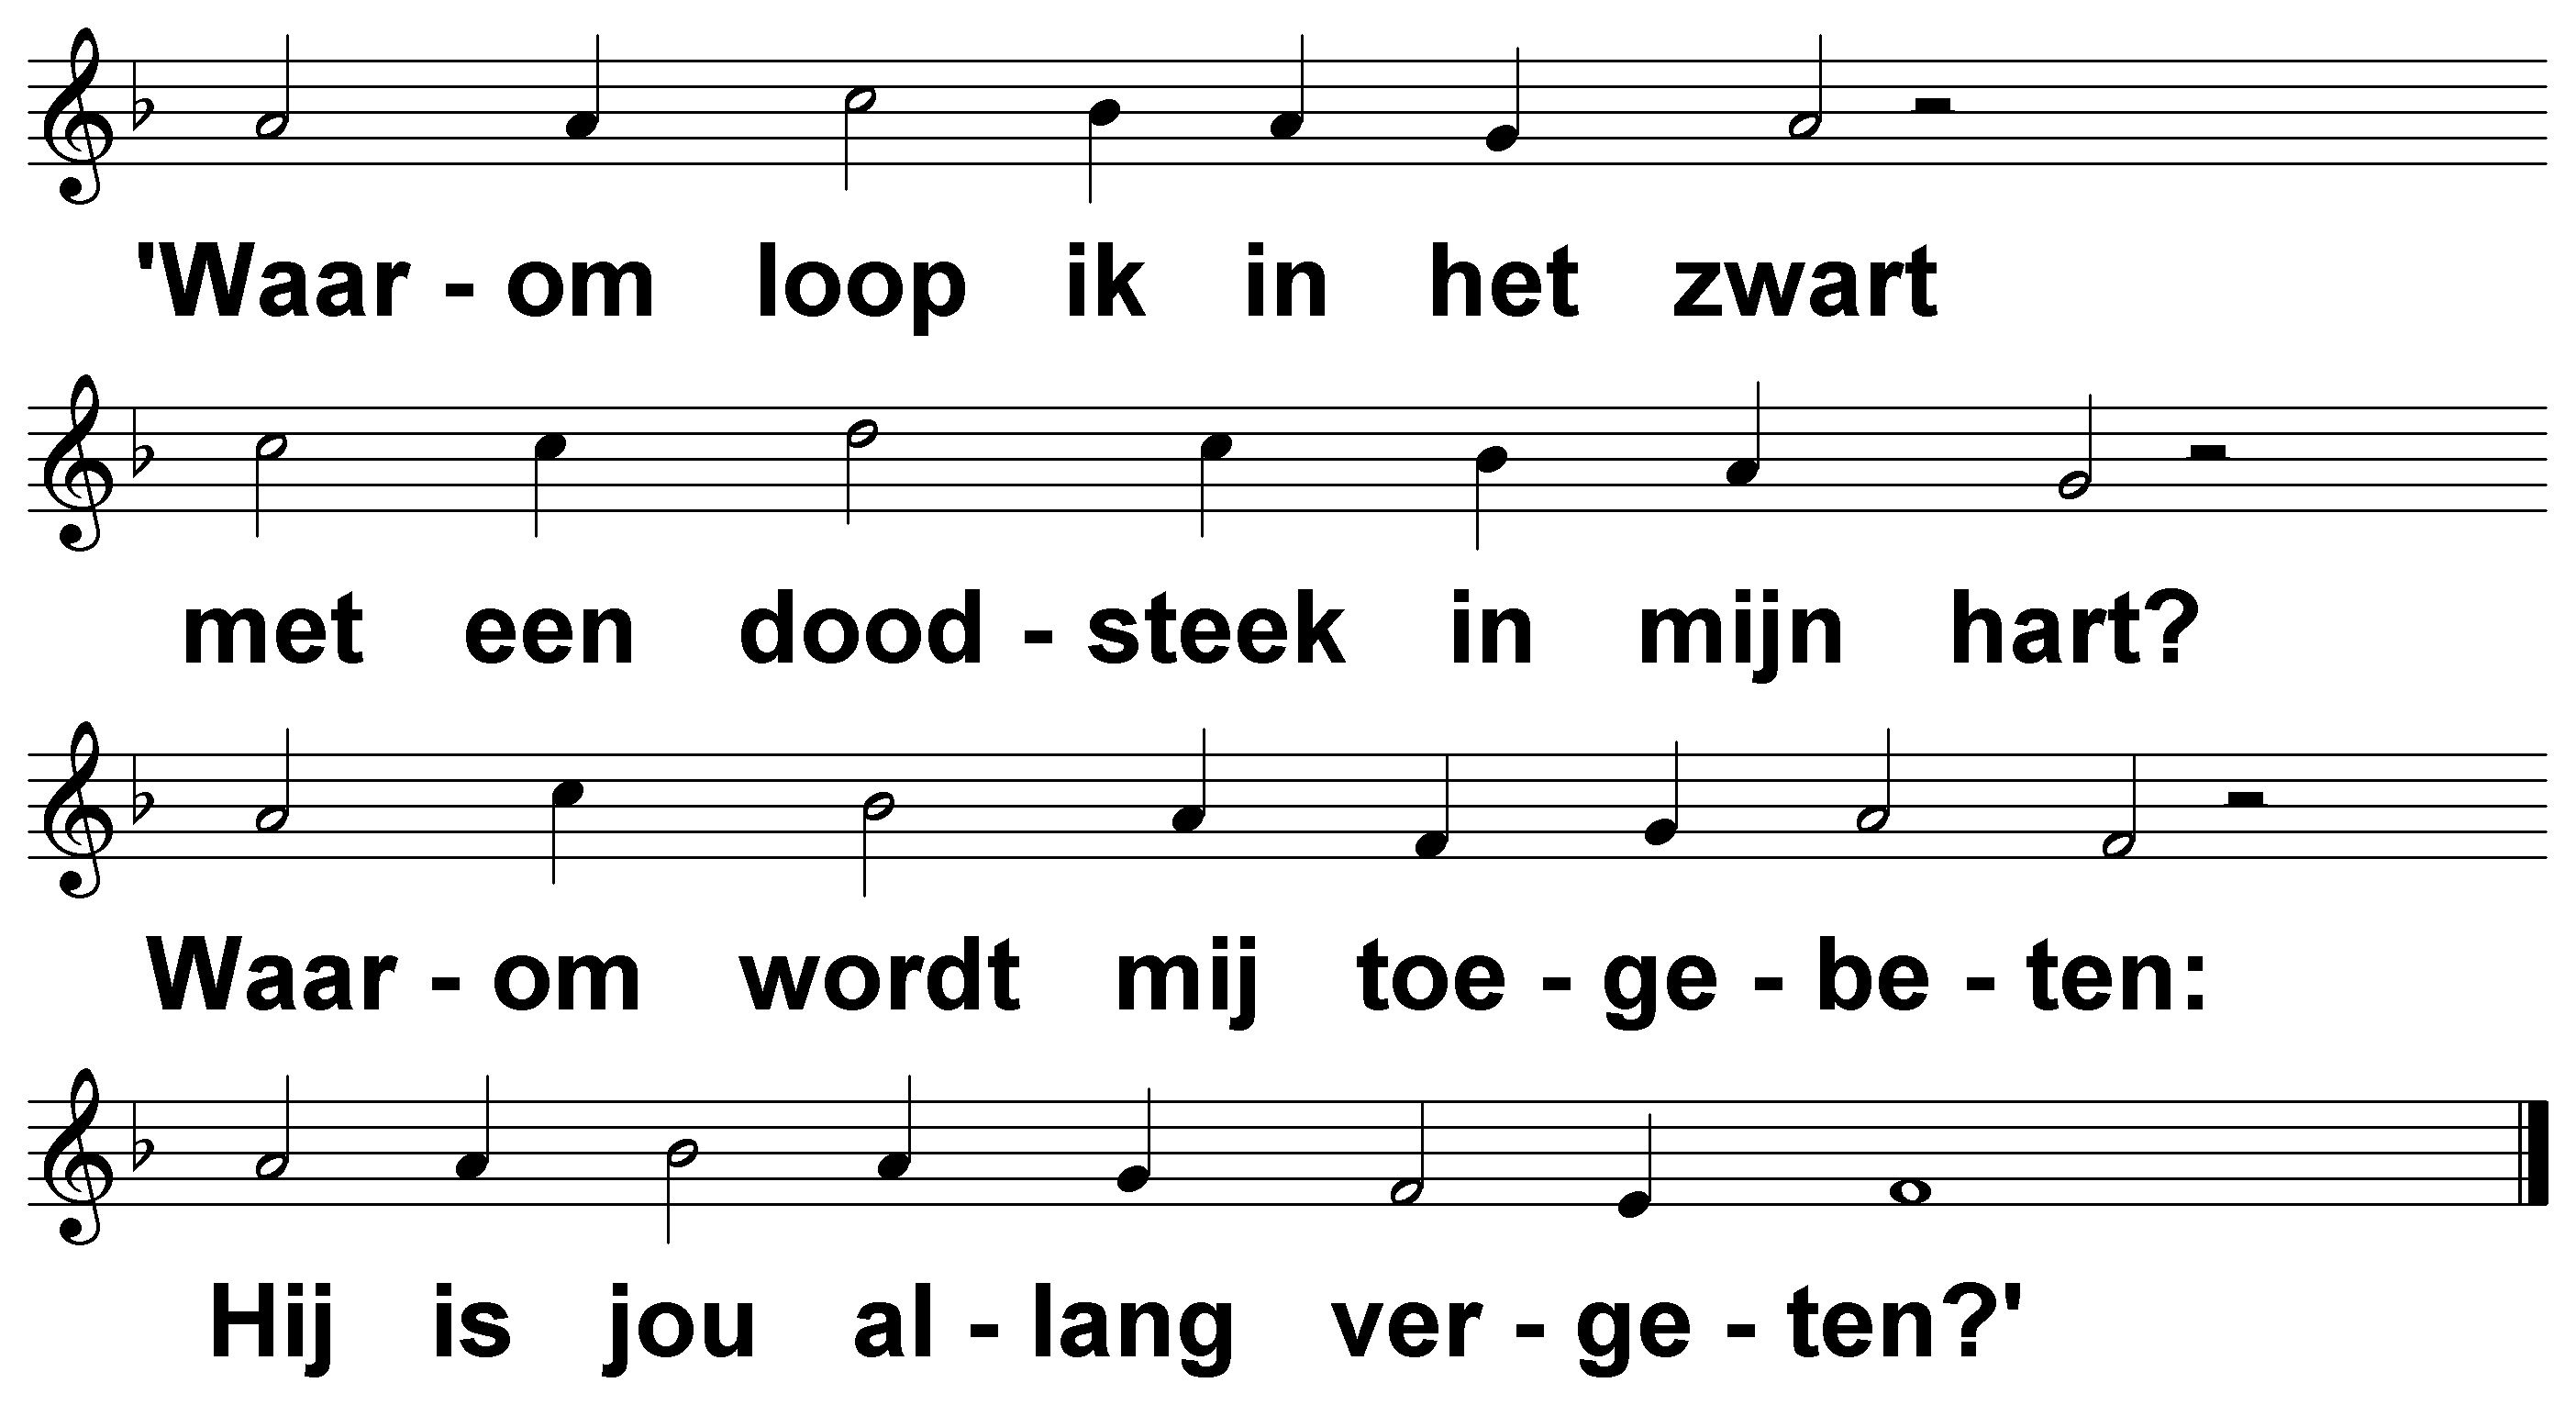 'Waar - om loop ik in het zwart
met een dood - steek in mijn hart?
Waar - om wordt mij toe - ge - be - ten:
Hij is jou al - lang ver - ge - ten?'